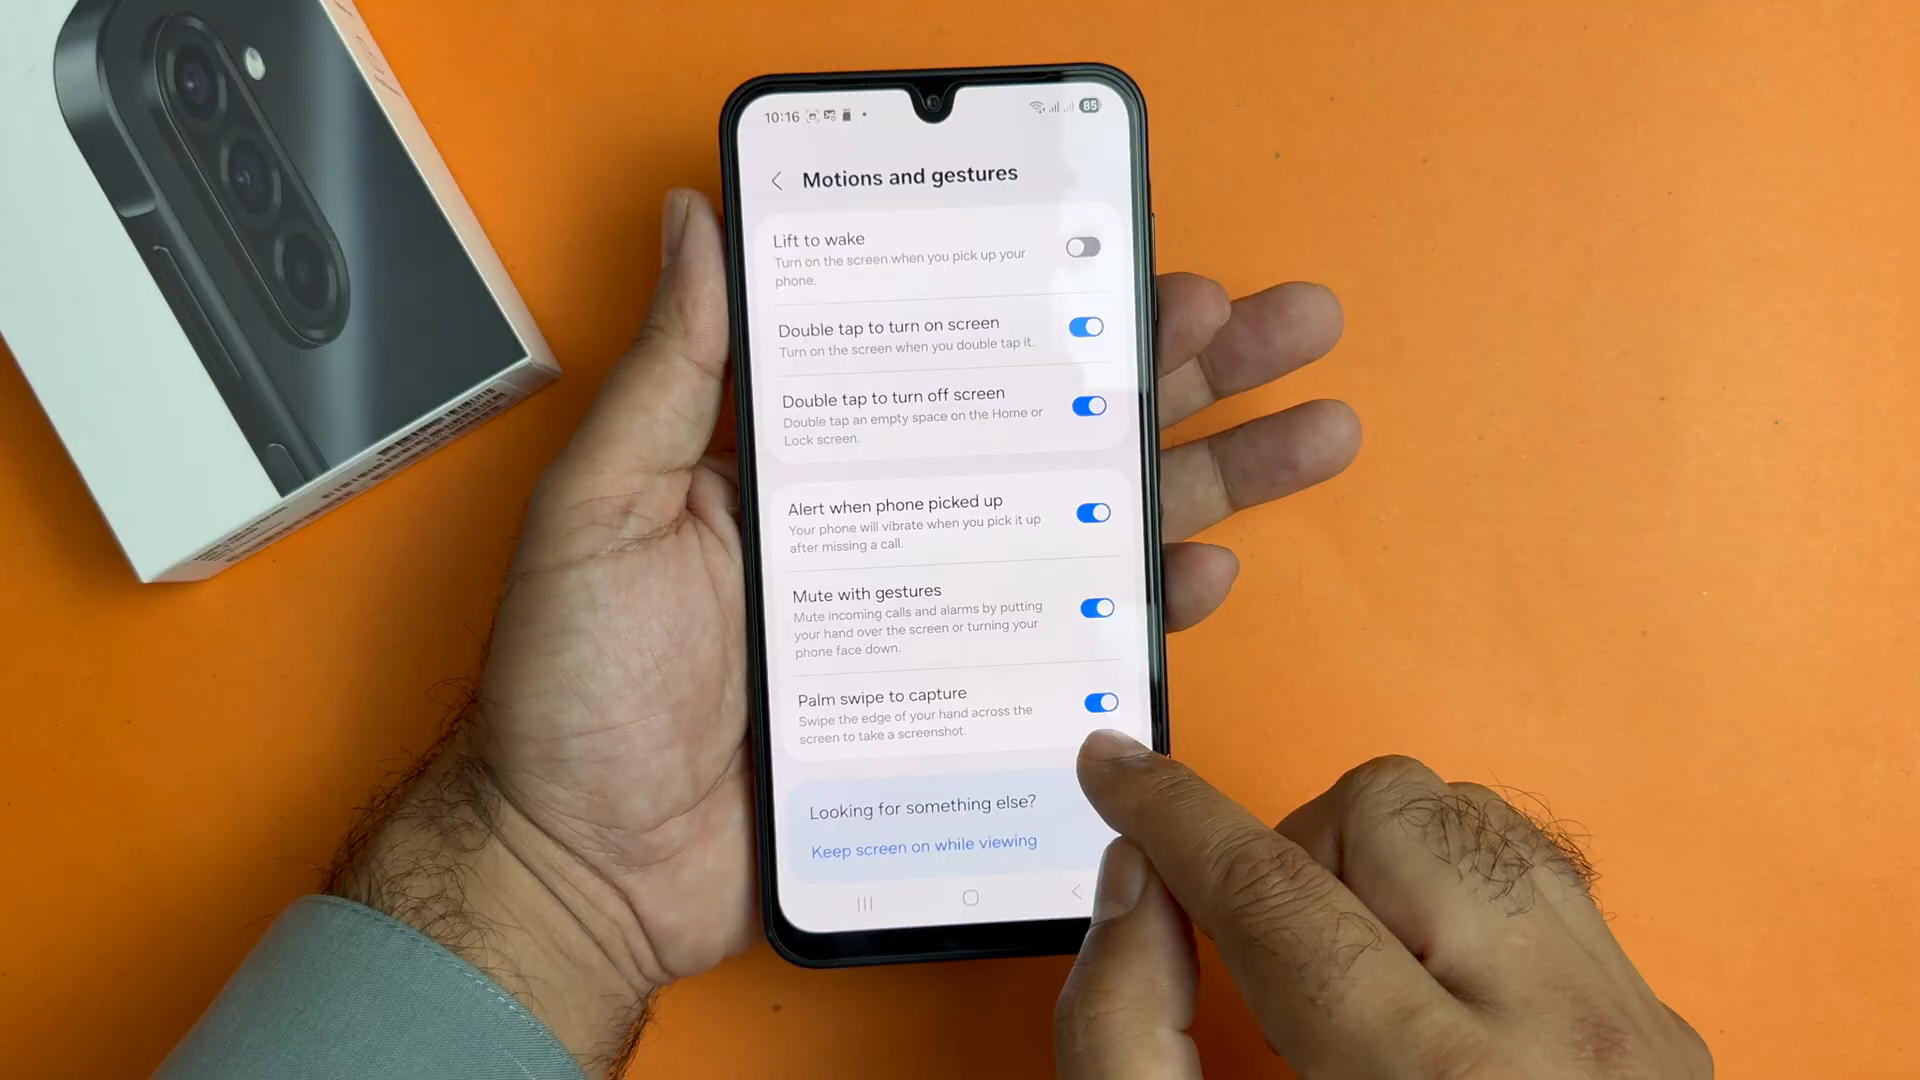 10:16
85
Motions and gestures
Lift to wake
Turn on the screen when you pick up your
phone.
Double tap to turn on screen
Turn on the screen when you double tap it.
Double tap to turn off screen
Double tap an empty space on the Home or
Lock screen.
Alert when phone picked up
Your phone will vibrate when you pick it up
after missing a call.
Mute with gestures
Mute incoming calls and alarms by putting
your hand over the screen or turning your
phone face down.
Palm swipe to capture
Swipe the edge of your hand across the
screen to take a screenshot.
Looking for something else?
Keep screen on while viewing